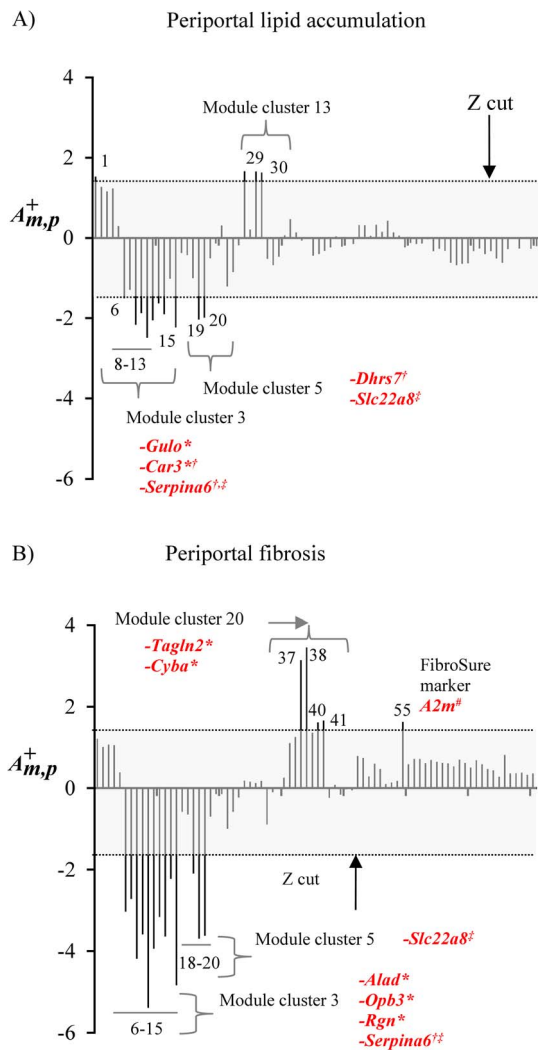 A)
Periportal lipid accumulation
4
Module cluster 13
Z cut
2
1
29
30
A+m,p
0
-2
6
15
19
20
8-13
Module cluster 5
-Dhrs7†
-Slc22a8‡
-4
Module cluster 3
-Gulo*
-Car3*†
-Serpina6†,‡
-6
B)
Periportal fibrosis
4
Module cluster 20
-Tagln2*
-Cyba*
37
38
FibroSure
marker
A2m#
2
40
41
55
A+m,p
0
-2
Z cut
-4
18-20
Module cluster 5
-Slc22a8‡
6-15
Module cluster 3
-Alad*
-Opb3*
-Rgn*
-Serpina6†‡
-6